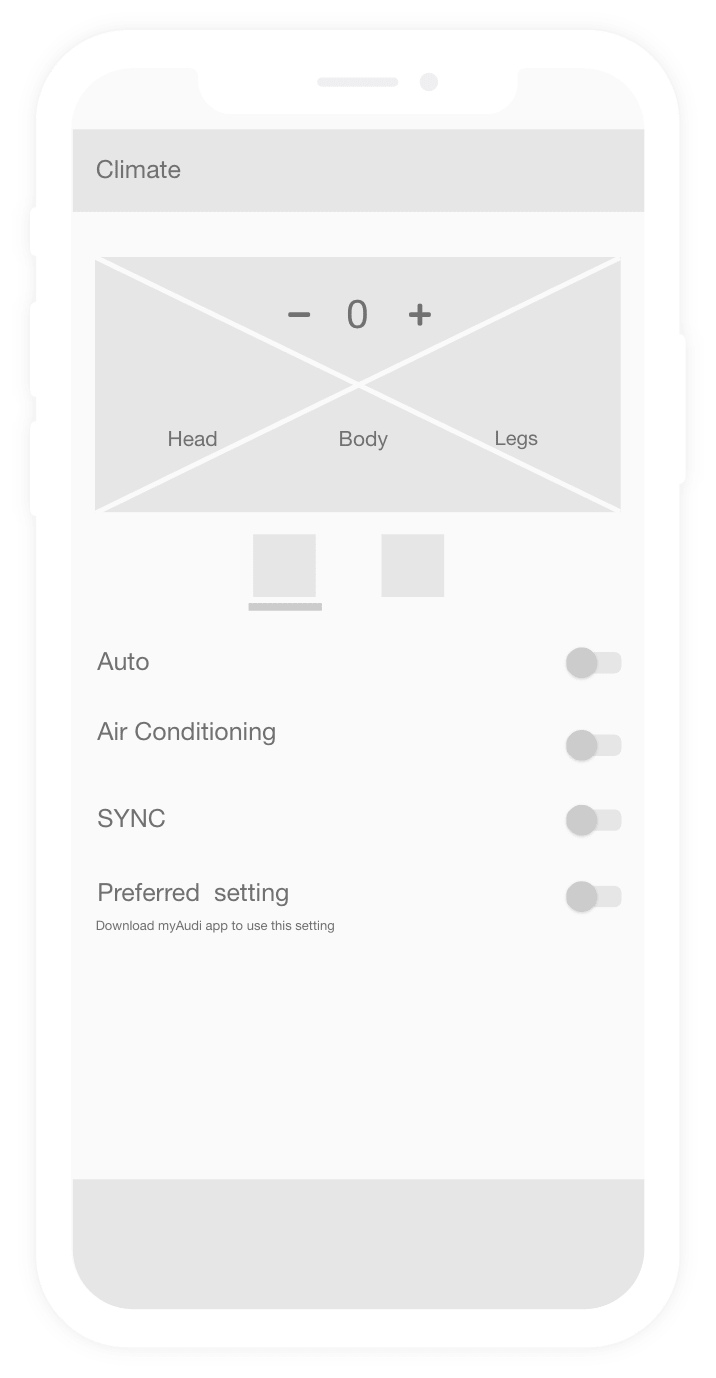 Climate
− 0 +
Head Body Legs
Auto
Air Conditioning
SYNC
Preferred setting
Download myAudi app to use this setting